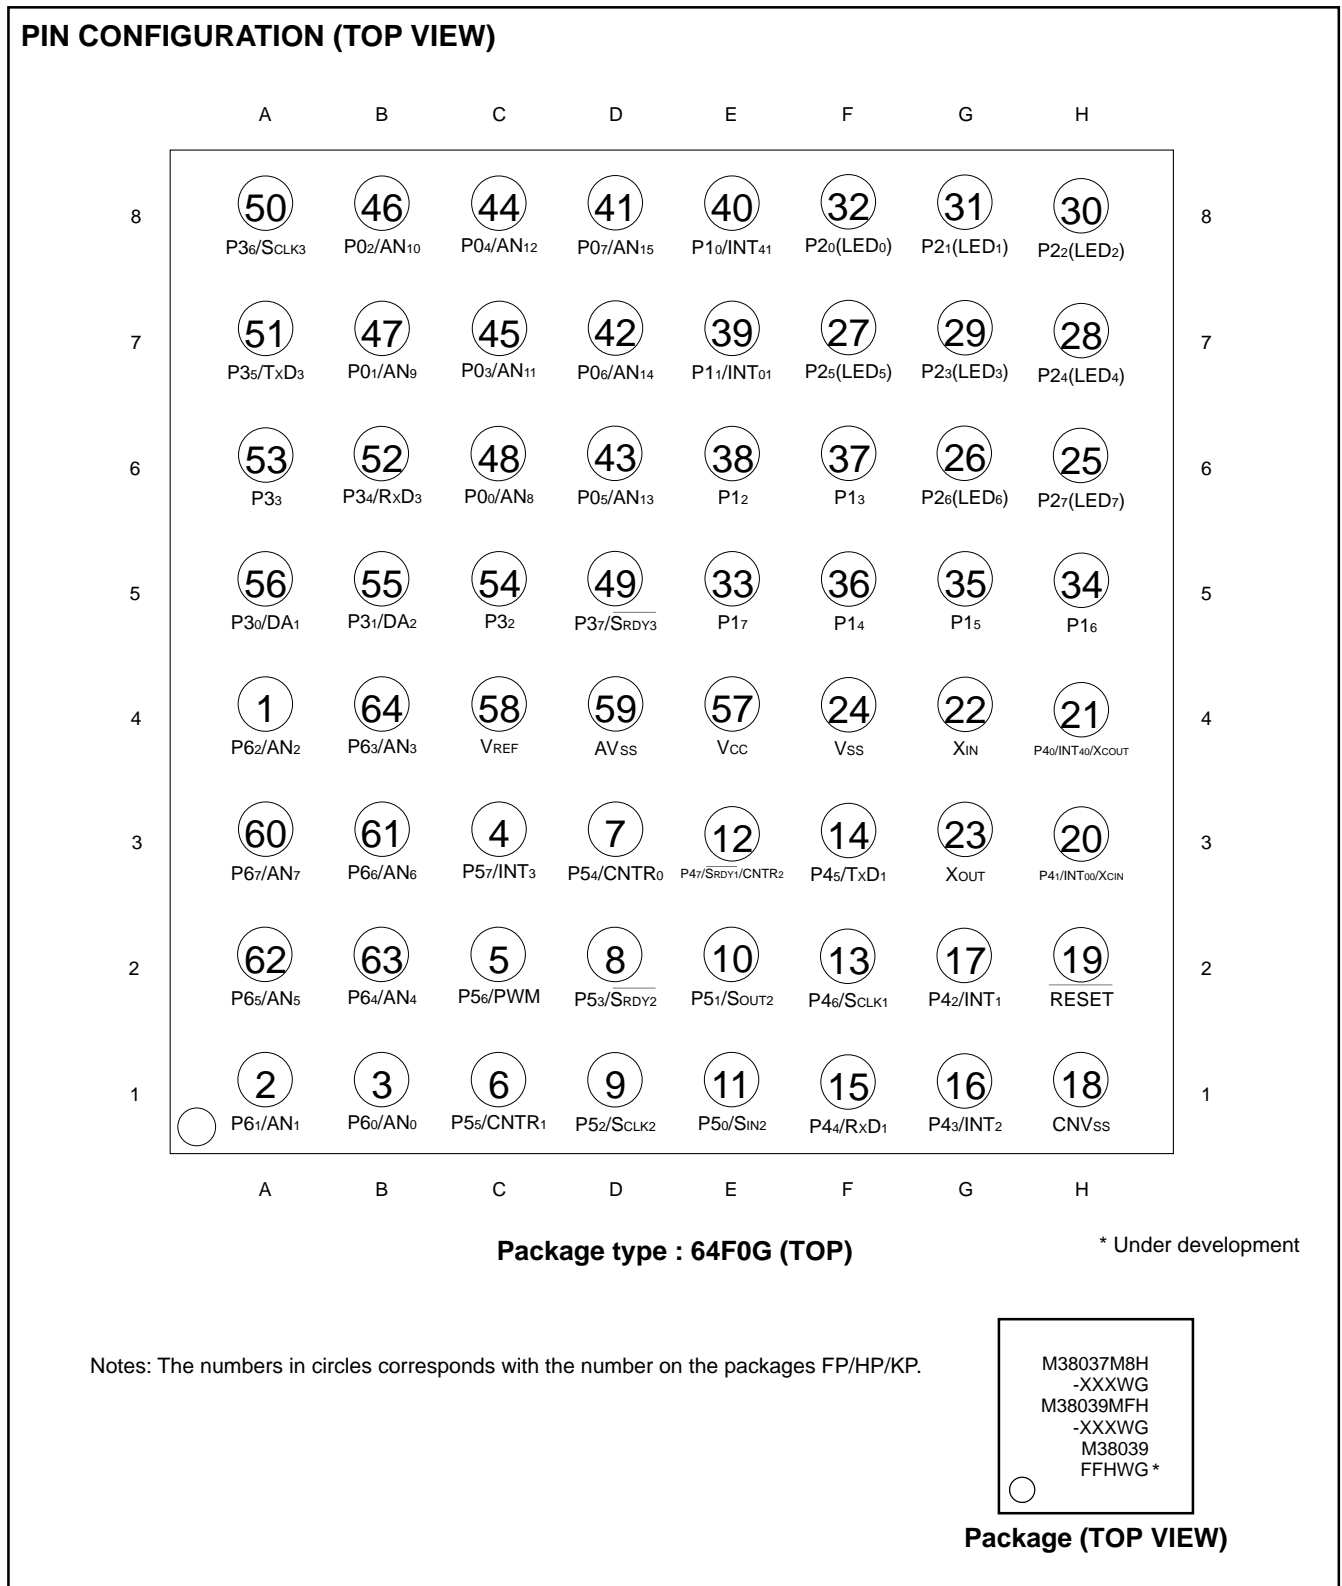 PIN CONFIGURATION (TOP VIEW)
A B C D E F G H
8 50 46 44 41 40 32 31 30 8
P36/SCLK3 P02/AN10 P04/AN12 P07/AN15 P10/INT41 P20(LED0) P21(LED1) P22(LED2)
7 51 47 45 42 39 27 29 28 7
P35/TxD3 P01/AN9 P03/AN11 P06/AN14 P11/INT01 P25(LED5) P23(LED3) P24(LED4)
6 53 52 48 43 38 37 26 25 6
P33 P34/RxD3 P00/AN8 P05/AN13 P12 P13 P26(LED6) P27(LED7)
5 56 55 54 49 33 36 35 34 5
P30/DA1 P31/DA2 P32 P37/SRDY3 P17 P14 P15 P16
4 1 64 58 59 57 24 22 21 4
P62/AN2 P63/AN3 VREF AVSS VCC VSS XIN P40/INT40/XCOUT
3 60 61 4 7 12 14 23 20 3
P67/AN7 P66/AN6 P57/INT3 P54/CNTR0 P47/SRDY1/CNTR2 P45/TxD1 XOUT P41/INT00/XCIN
2 62 63 5 8 10 13 17 19 2
P65/AN5 P64/AN4 P56/PWM P53/SRDY2 P51/SOUT2 P46/SCLK1 P42/INT1 RESET
1 2 3 6 9 11 15 16 18 1
P61/AN1 P60/AN0 P55/CNTR1 P52/SCLK2 P50/SIN2 P44/RxD1 P43/INT2 CNVSS
A B C D E F G H
Package type : 64F0G (TOP)
* Under development
Notes: The numbers in circles corresponds with the number on the packages FP/HP/KP.
M38037M8H
-XXXWG
M38039MFH
-XXXWG
M38039
FFHWG *
Package (TOP VIEW)